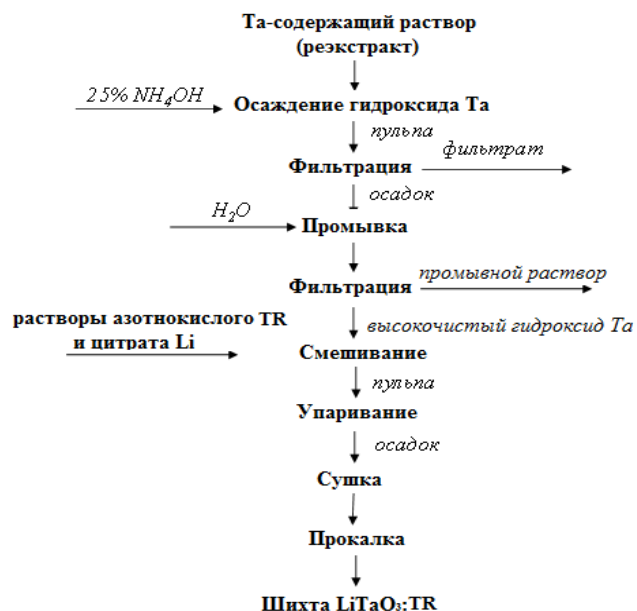 Та-содержащий раствор
(реэкстракт)
25% NH₄OH
Осаждение гидроксида Та
пульпа
Фильтрация
фильтрат
осадок
H₂O
Промывка
Фильтрация
промывной раствор
растворы азотнокислого TR
и цитрата Li
высокочистый гидроксид Та
Смешивание
пульпа
Упаривание
осадок
Сушка
Прокалка
Шихта LiTaO₃:TR